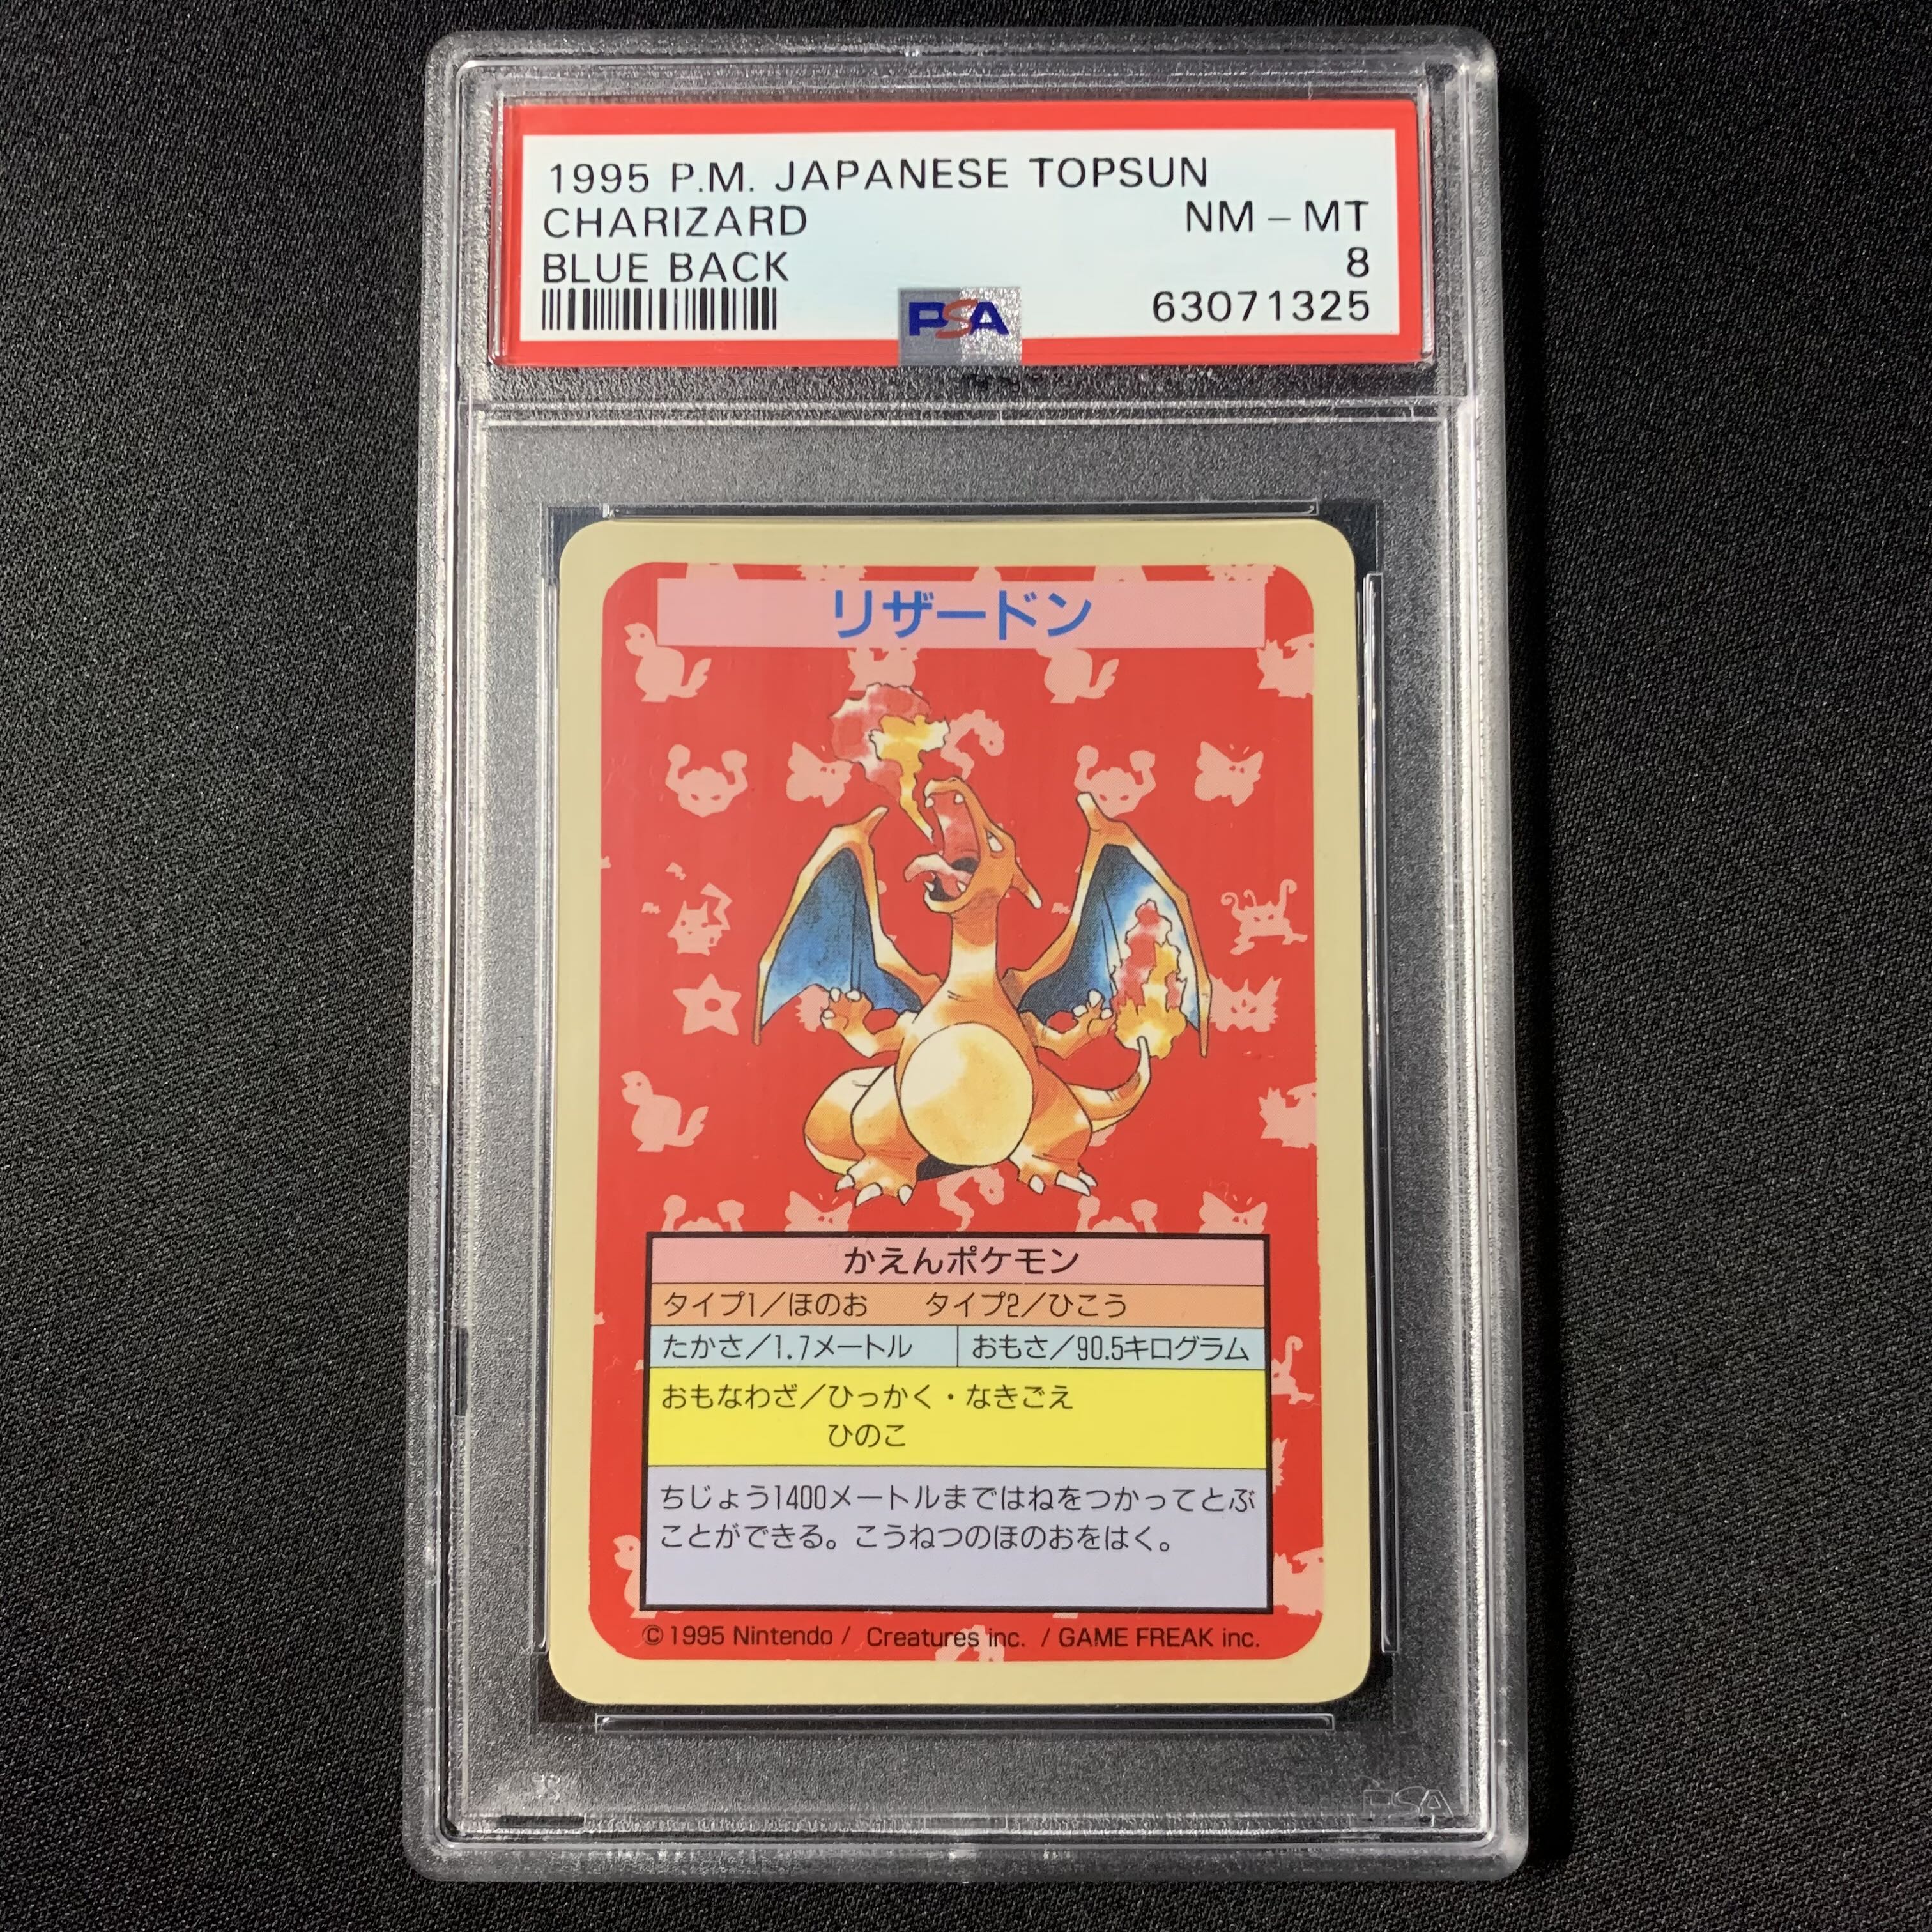 1995 P.M. JAPANESE TOPSUN
CHARIZARD NM - MT
BLUE BACK 8
PSA 63071325
リザードン
かえんポケモン
タイプ1/ほのお タイプ2/ひこう
たかさ/1.7メートル おもさ/90.5キログラム
おもなわざ/ひっかく・なきごえ
ひのこ
ちじょう1400メートルまではねをつかってとぶ
ことができる。こうねつのほのおをはく。
© 1995 Nintendo / Creatures inc. / GAME FREAK inc.
PSA